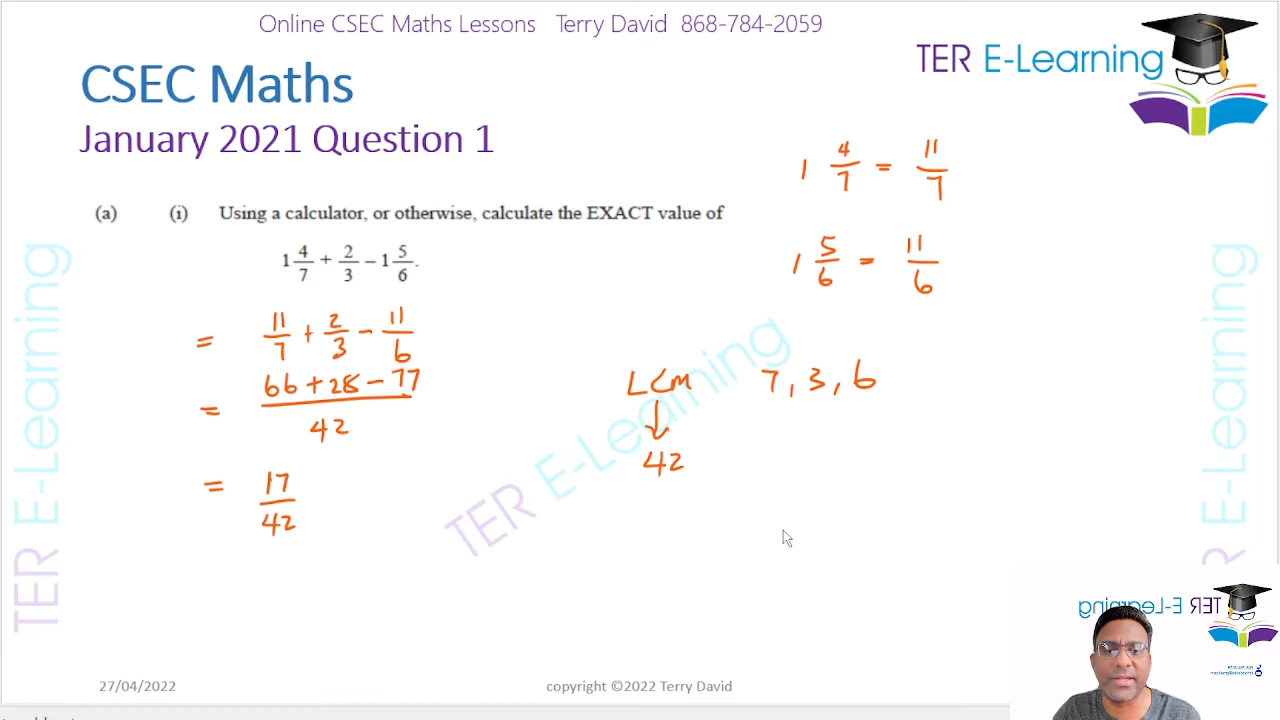 Online CSEC Maths Lessons Terry David 868-784-2059
TER E-Learning
CSEC Maths
January 2021 Question 1
1 4/7 = 11/7
(a) (i) Using a calculator, or otherwise, calculate the EXACT value of
1 4/7 + 2/3 – 1 5/6.
1 5/6 = 11/6
= 11/7 + 2/3 - 11/6
LCM 7, 3, 6
= 66 + 28 - 77 / 42
42
= 17/42
TER E-Learning
TER E-Learning
TER E-Learning
TER E-Learning
27/04/2022
copyright ©2022 Terry David